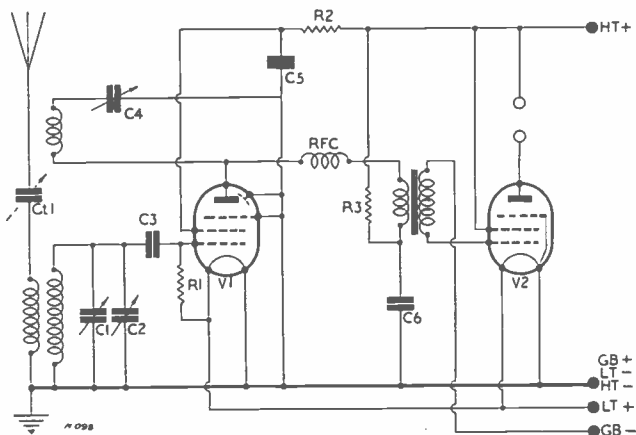 R2
HT+
C5
C4
RFC
Ct1
C3
R3
V1
V2
R1
C1
C2
C6
GB+
LT-
HT-
LT+
GB-